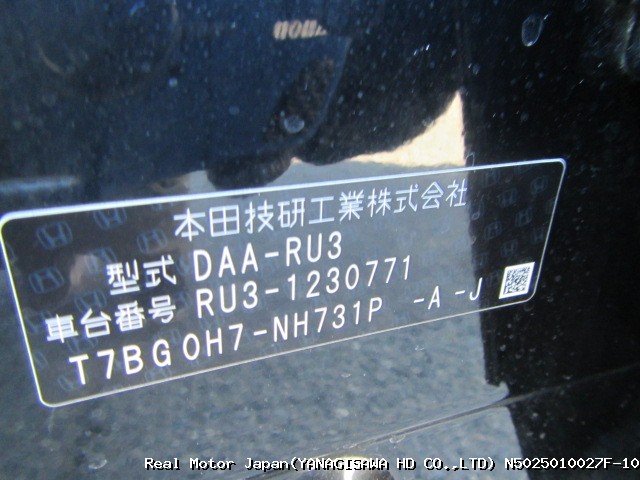 本田技研工業株式会社
型式 DAA-RU3
車台番号 RU3-1230771
T7BG0H7-NH731P -A-J
Real Motor Japan(YANAGISAWA HD CO.,LTD) N5025010027F-10